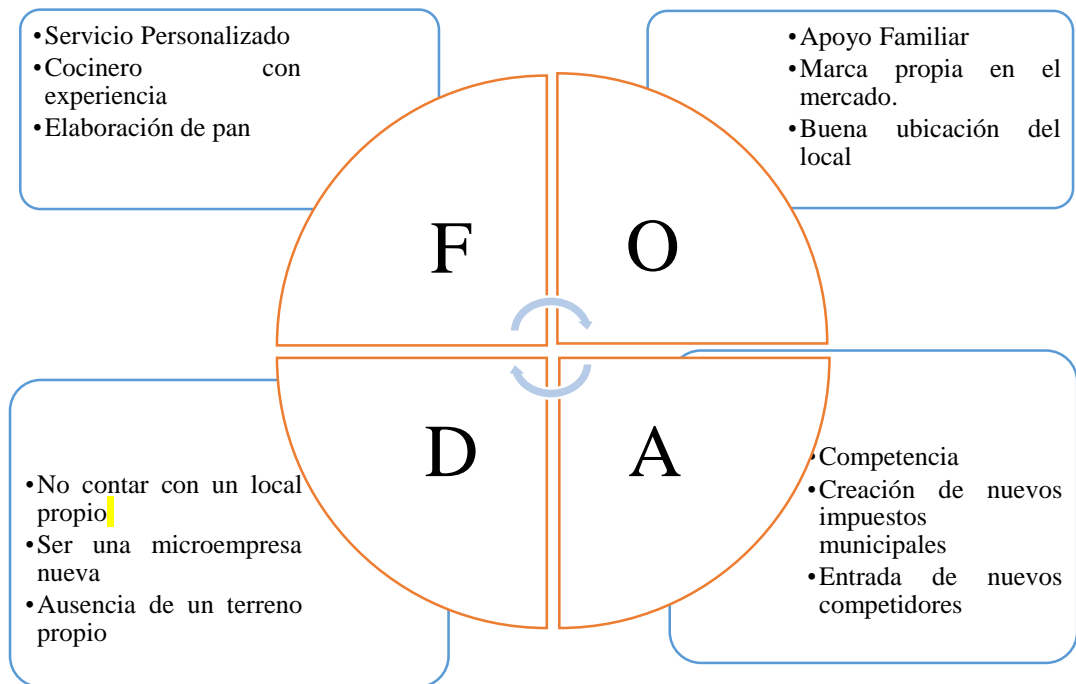 •Servicio Personalizado
•Cocinero con
experiencia
•Elaboración de pan
•Apoyo Familiar
•Marca propia en el
mercado.
•Buena ubicación del
local
F
O
D
A
•No contar con un local
propio
•Ser una microempresa
nueva
•Ausencia de un terreno
propio
•Competencia
•Creación de nuevos
impuestos
municipales
•Entrada de nuevos
competidores